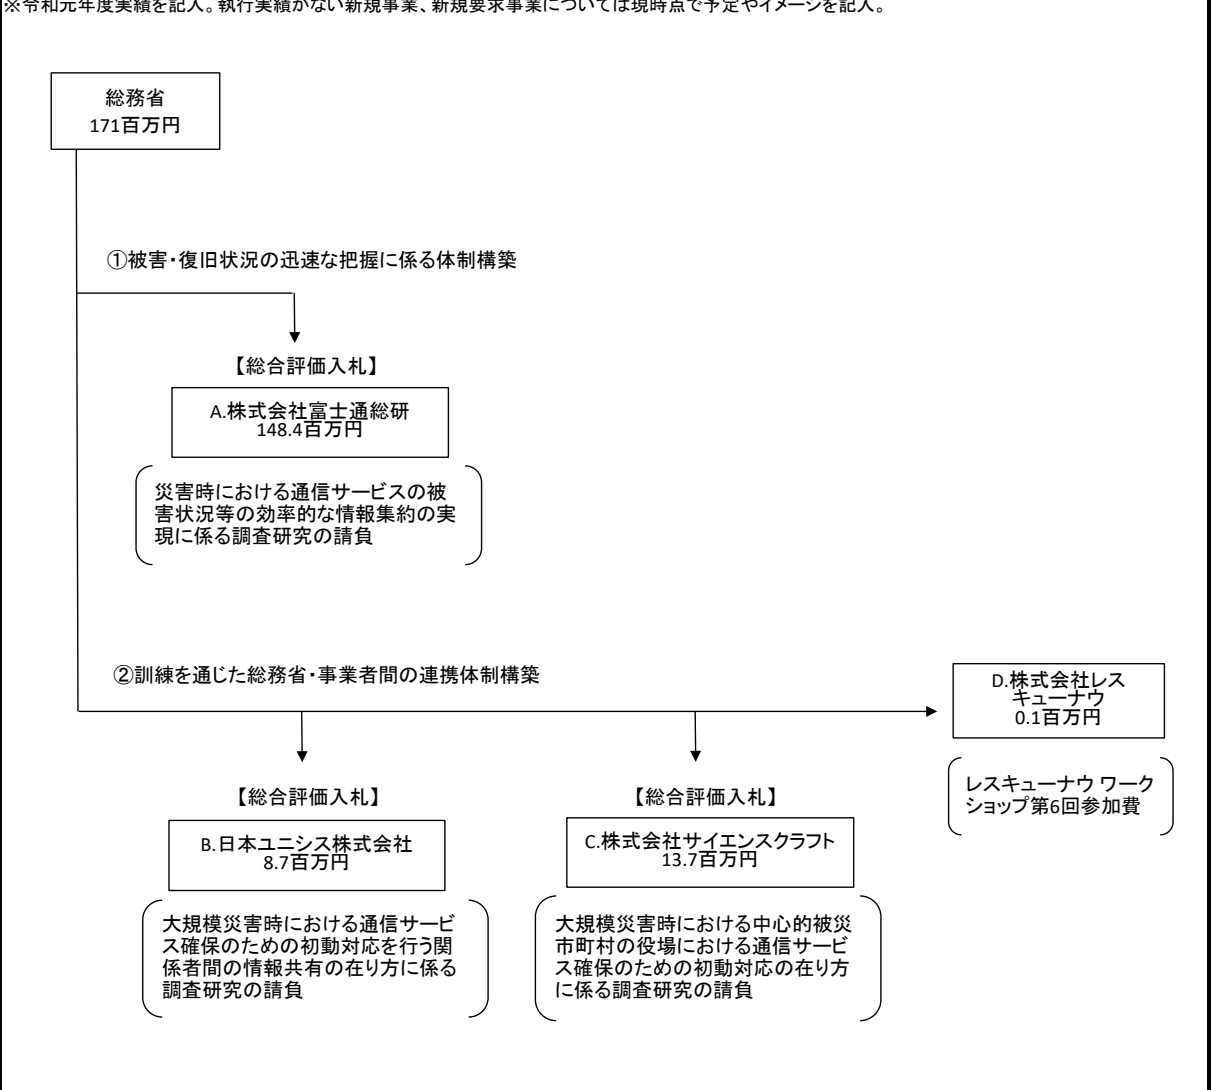 ※令和元年度実績を記入。執行実績がない新規事業、新規要求事業については現時点で予定やイメージを記入。
総務省
171百万円
①被害・復旧状況の迅速な把握に係る体制構築
【総合評価入札】
A.株式会社富士通総研
148.4百万円
災害時における通信サービスの被
害状況等の効率的な情報集約の実
現に係る調査研究の請負
②訓練を通じた総務省・事業者間の連携体制構築
D.株式会社レス
キューナウ
0.1百万円
レスキューナウ ワーク
ショップ第6回参加費
【総合評価入札】
B.日本ユニシス株式会社
8.7百万円
大規模災害時における通信サービ
ス確保のための初動対応を行う関
係者間の情報共有の在り方に係る
調査研究の請負
【総合評価入札】
C.株式会社サイエンスクラフト
13.7百万円
大規模災害時における中心的被災
市町村の役場における通信サービ
ス確保のための初動対応の在り方
に係る調査研究の請負